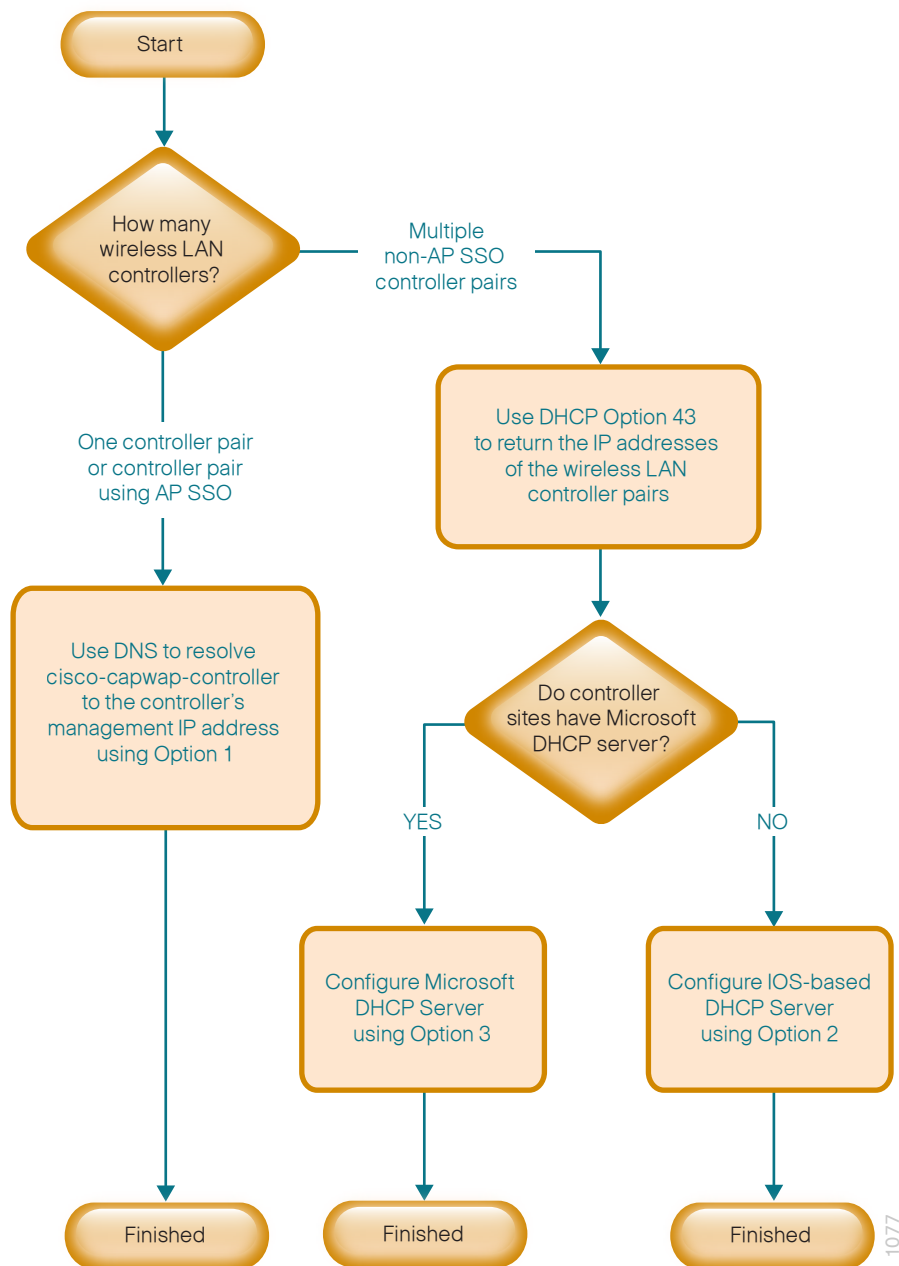 Start
How many
wireless LAN
controllers?
Multiple
non-AP SSO
controller pairs
One controller pair
or controller pair
using AP SSO
Use DHCP Option 43
to return the IP addresses
of the wireless LAN
controller pairs
Use DNS to resolve
cisco-capwap-controller
to the controller's
management IP address
using Option 1
Do controller
sites have Microsoft
DHCP server?
YES
NO
Configure Microsoft
DHCP Server
using Option 3
Configure IOS-based
DHCP Server
using Option 2
Finished
Finished
Finished
1077